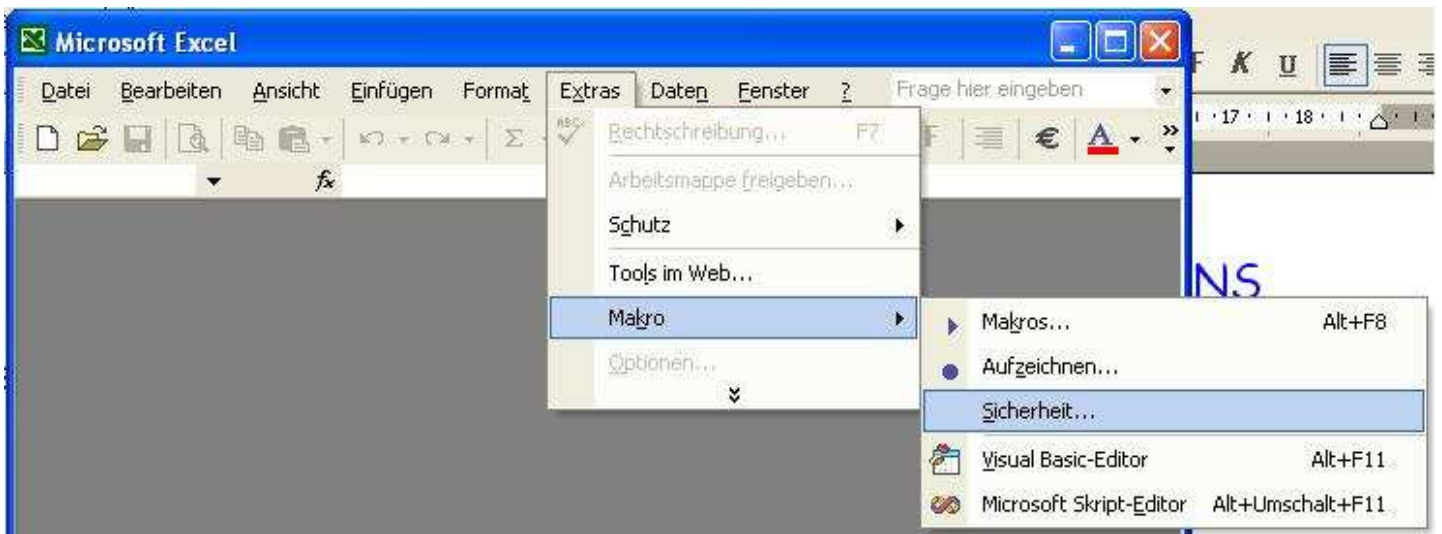 Microsoft Excel
Datei Bearbeiten Ansicht Einfügen Format Extras Daten Fenster ? Frage hier eingeben
F K U
17 18
ABC Rechtschreibung... F7
Σ F € A »
Arbeitsmappe freigeben...
fx
Schutz
Tools im Web...
NS
Makro
Makros... Alt+F8
Optionen...
Aufzeichnen...
Sicherheit...
Visual Basic-Editor Alt+F11
Microsoft Skript-Editor Alt+Umschalt+F11